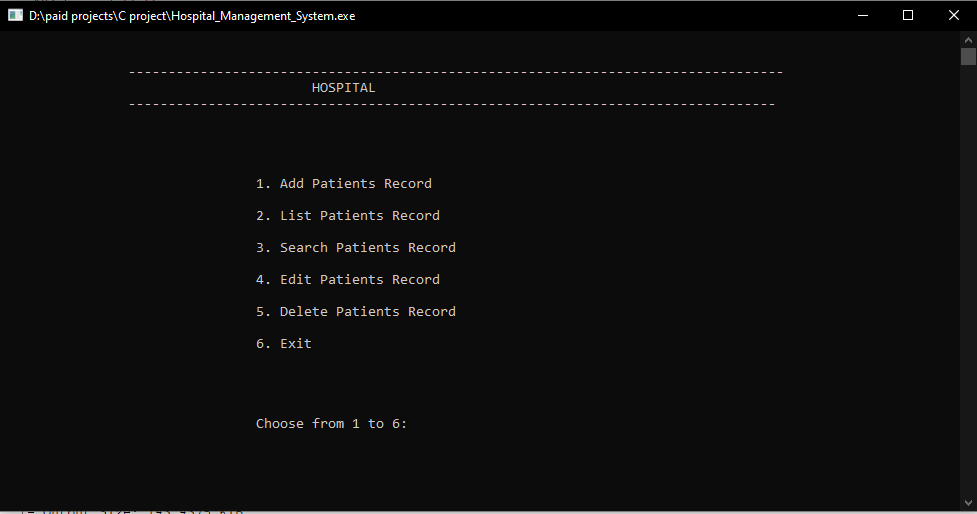 D:\paid projects\C project\Hospital_Management_System.exe
----------------------------------------------------------------------------------
HOSPITAL
---------------------------------------------------------------------------------
1. Add Patients Record
2. List Patients Record
3. Search Patients Record
4. Edit Patients Record
5. Delete Patients Record
6. Exit
Choose from 1 to 6: